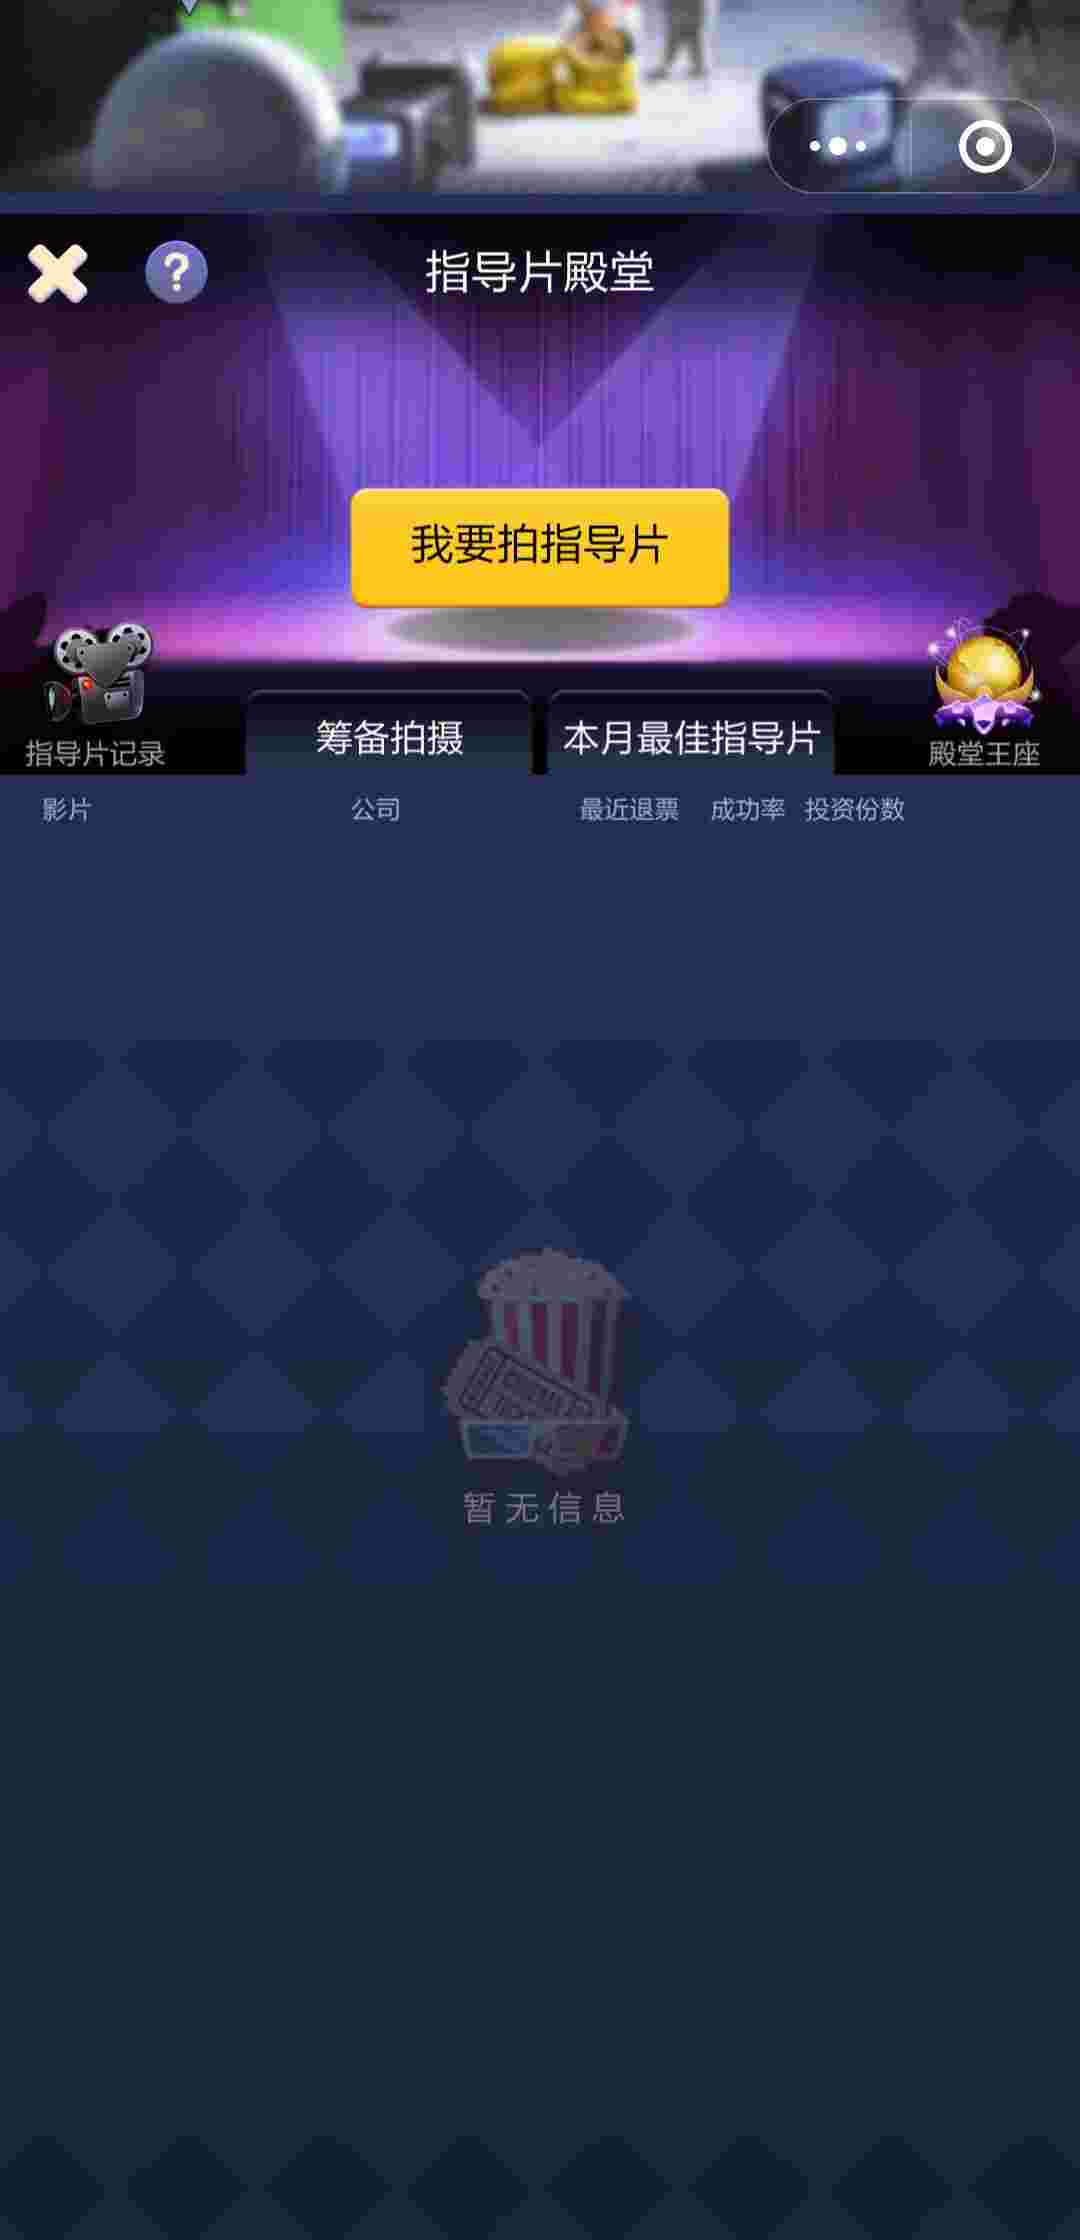 指导片殿堂
我要拍指导片
指导片记录
筹备拍摄
本月最佳指导片
殿堂王座
影片 公司 最近退票 成功率 投资份数
暂无信息